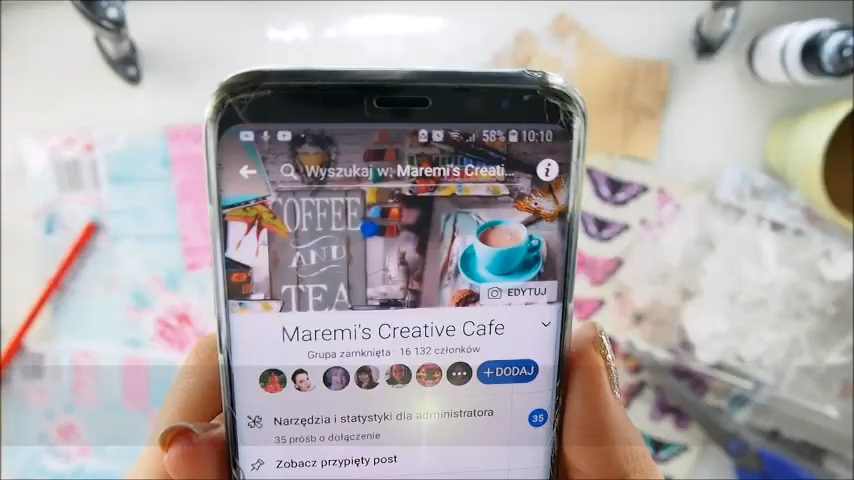 58% 10:10
Wyszukaj w: Maremi's Creati...
COFFEE
AND
TEA
EDYTUJ
Maremi's Creative Cafe
Grupa zamknięta · 16 132 członków
+DODAJ
Narzędzia i statystyki dla administratora
35
35 próśb o dołączenie
Zobacz przypięty post